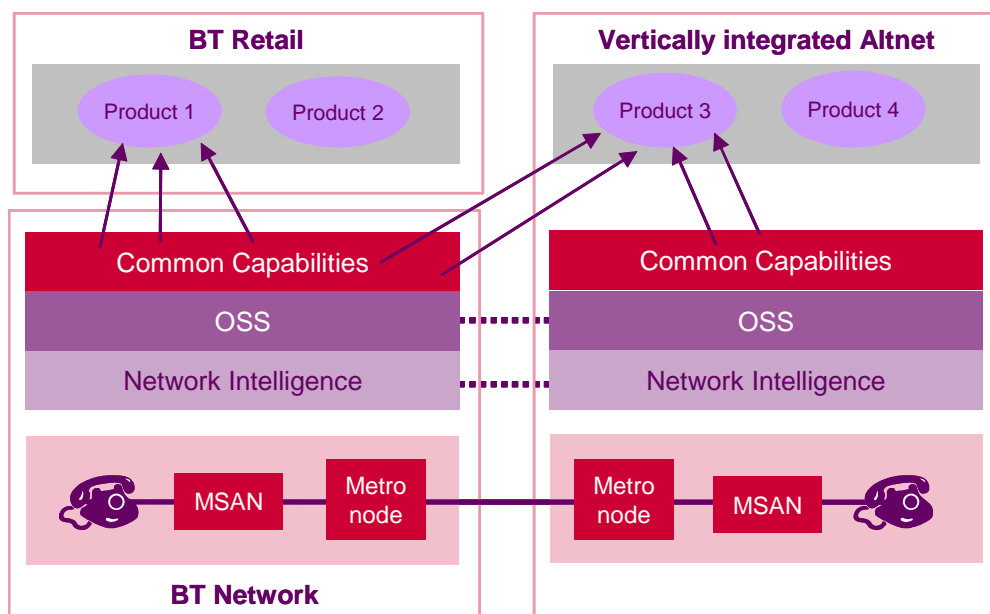 BT Retail
Product 1
Product 2
Common Capabilities
OSS
Network Intelligence
MSAN
Metro
node
BT Network
Vertically integrated Altnet
Product 3
Product 4
Common Capabilities
OSS
Network Intelligence
Metro
node
MSAN